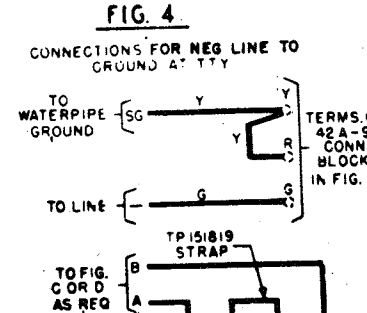 FIG. 4
CONNECTIONS FOR NEG LINE TO
GROUND AT TTY
TO
WATERPIPE
GROUND
SG
Y
Y
Y
R
TERMS.
42 A-
CONN
BLOCK
IN FIG.
TO LINE
G
G
TP151819
STRAP
TO FIG.
C OR D
AS REQ
B
A